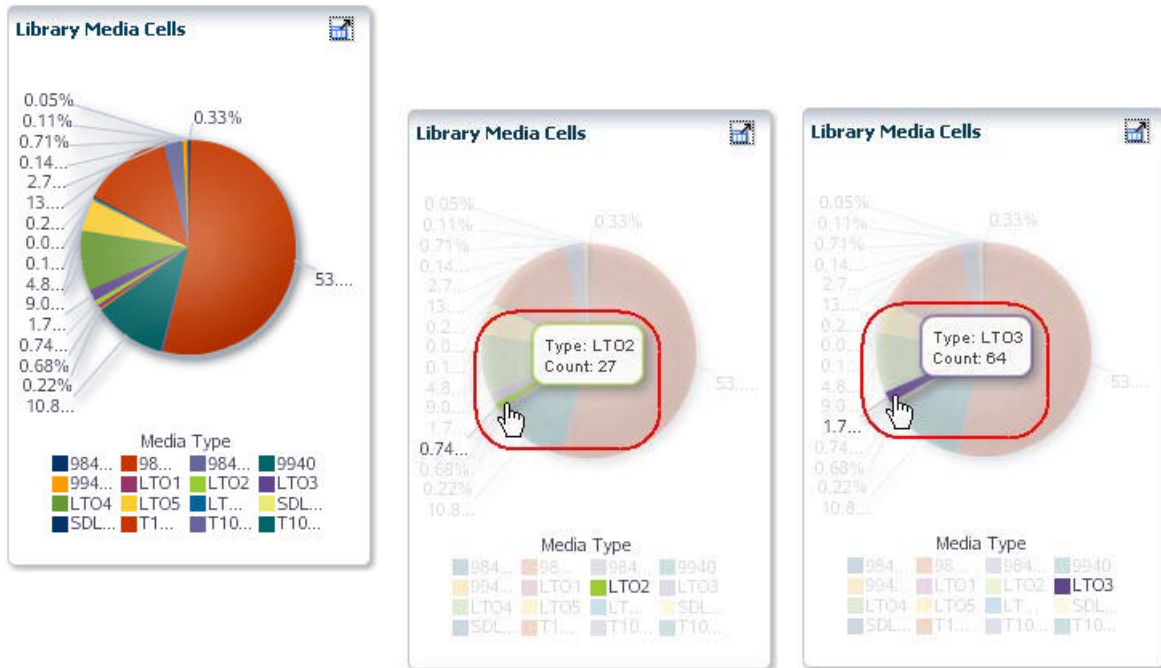 Library Media Cells
0.05%
0.11%
0.33%
0.71%
0.14...
2.7...
13....
0.2...
0.0...
0.1...
4.8...
53....
9.0...
1.7...
0.74...
0.68%
0.22%
10.8...
Media Type
984... 98... 984... 9940
994... LTO1 LTO2 LTO3
LTO4 LTO5 LT... SDL...
SDL... T1... T10... T10...
Library Media Cells
0.05%
0.11%
0.33%
0.71%
0.14...
2.7...
13....
0.2...
0.0...
0.1...
4.8...
53....
9.0...
1.7...
0.74...
0.68%
0.22%
10.8...
Type: LTO2
Count: 27
Media Type
984... 98... 984... 9940
994... LTO1 LTO2 LTO3
LTO4 LTO5 LT... SDL...
SDL... T1... T10... T10...
Library Media Cells
0.05%
0.11%
0.33%
0.71%
0.14...
2.7...
13....
0.2...
0.0...
0.1...
4.8...
53....
9.0...
1.7...
0.74...
0.68%
0.22%
10.8...
Type: LTO3
Count: 64
Media Type
984... 98... 984... 9940
994... LTO1 LTO2 LTO3
LTO4 LTO5 LT... SDL...
SDL... T1... T10... T10...